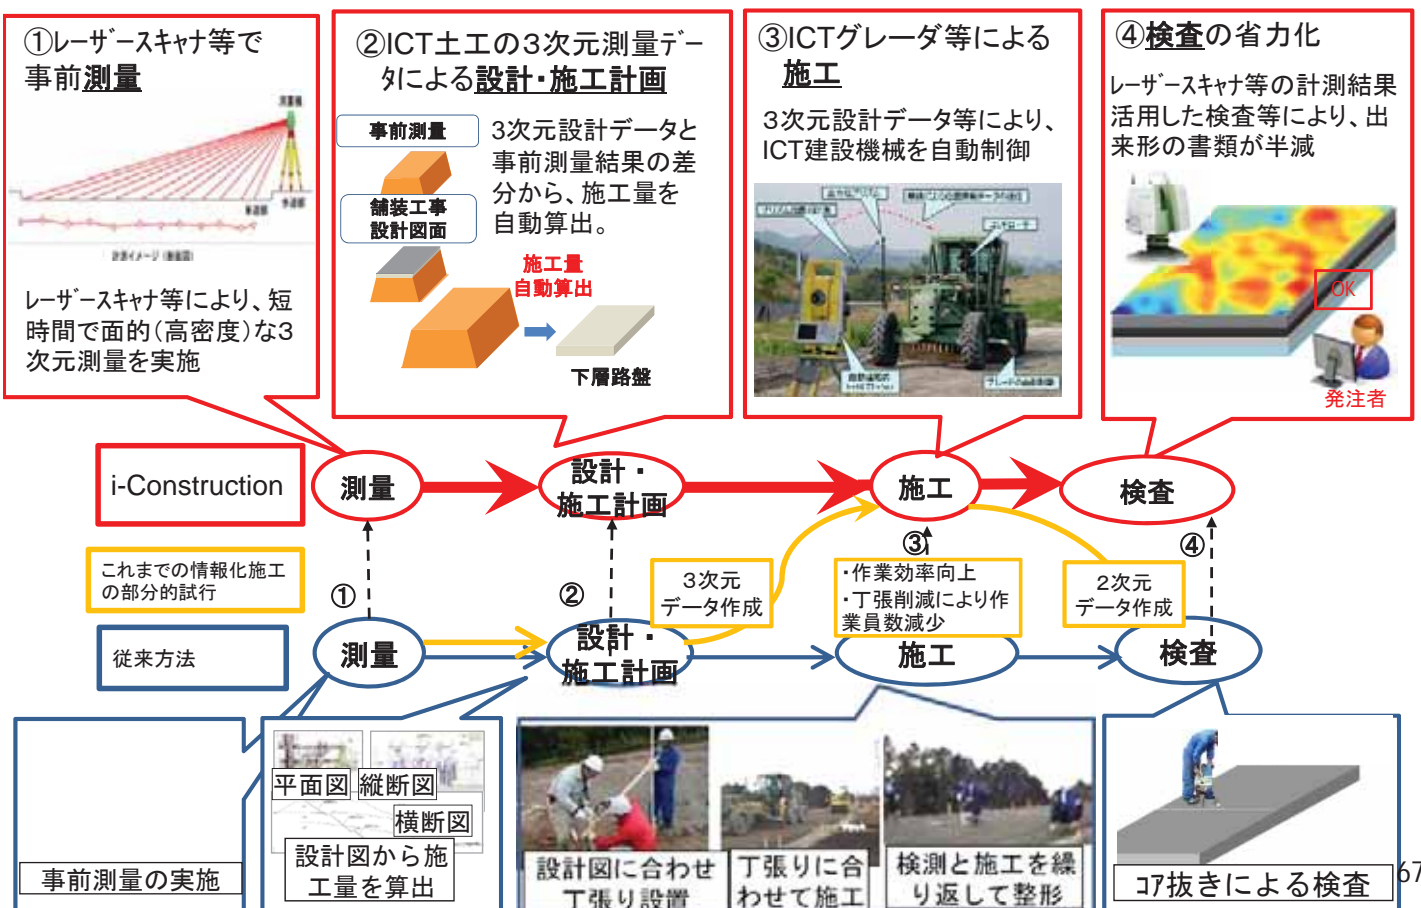 ①ﾚｰｻﾞｰｽｷｬﾅ等で
事前測量
測量機
車道部
歩道部
計測イメージ（断面図）
ﾚｰｻﾞｰｽｷｬﾅ等により、短
時間で面的(高密度)な3
次元測量を実施
②ICT土工の3次元測量デー
ﾀによる設計・施工計画
事前測量
舗装工事
設計図面
3次元設計データと
事前測量結果の差
分から、施工量を
自動算出。
施工量
自動算出
下層路盤
③ICTグレーダ等による
施工
3次元設計データ等により、
ICT建設機械を自動制御
④検査の省力化
ﾚｰｻﾞｰｽｷｬﾅ等の計測結果
活用した検査等により、出
来形の書類が半減
OK
発注者
i-Construction
測量
設計・
施工計画
施工
検査
これまでの情報化施工
の部分的試行
①
②
3次元
データ作成
③
・作業効率向上
・丁張削減により作
業員数減少
2次元
データ作成
④
従来方法
測量
設計・
施工計画
施工
検査
事前測量の実施
平面図
縦断図
横断図
設計図から施
工量を算出
設計図に合わせ
丁張り設置
丁張りに合
わせて施工
検測と施工を繰
り返して整形
ｺｱ抜きによる検査
67